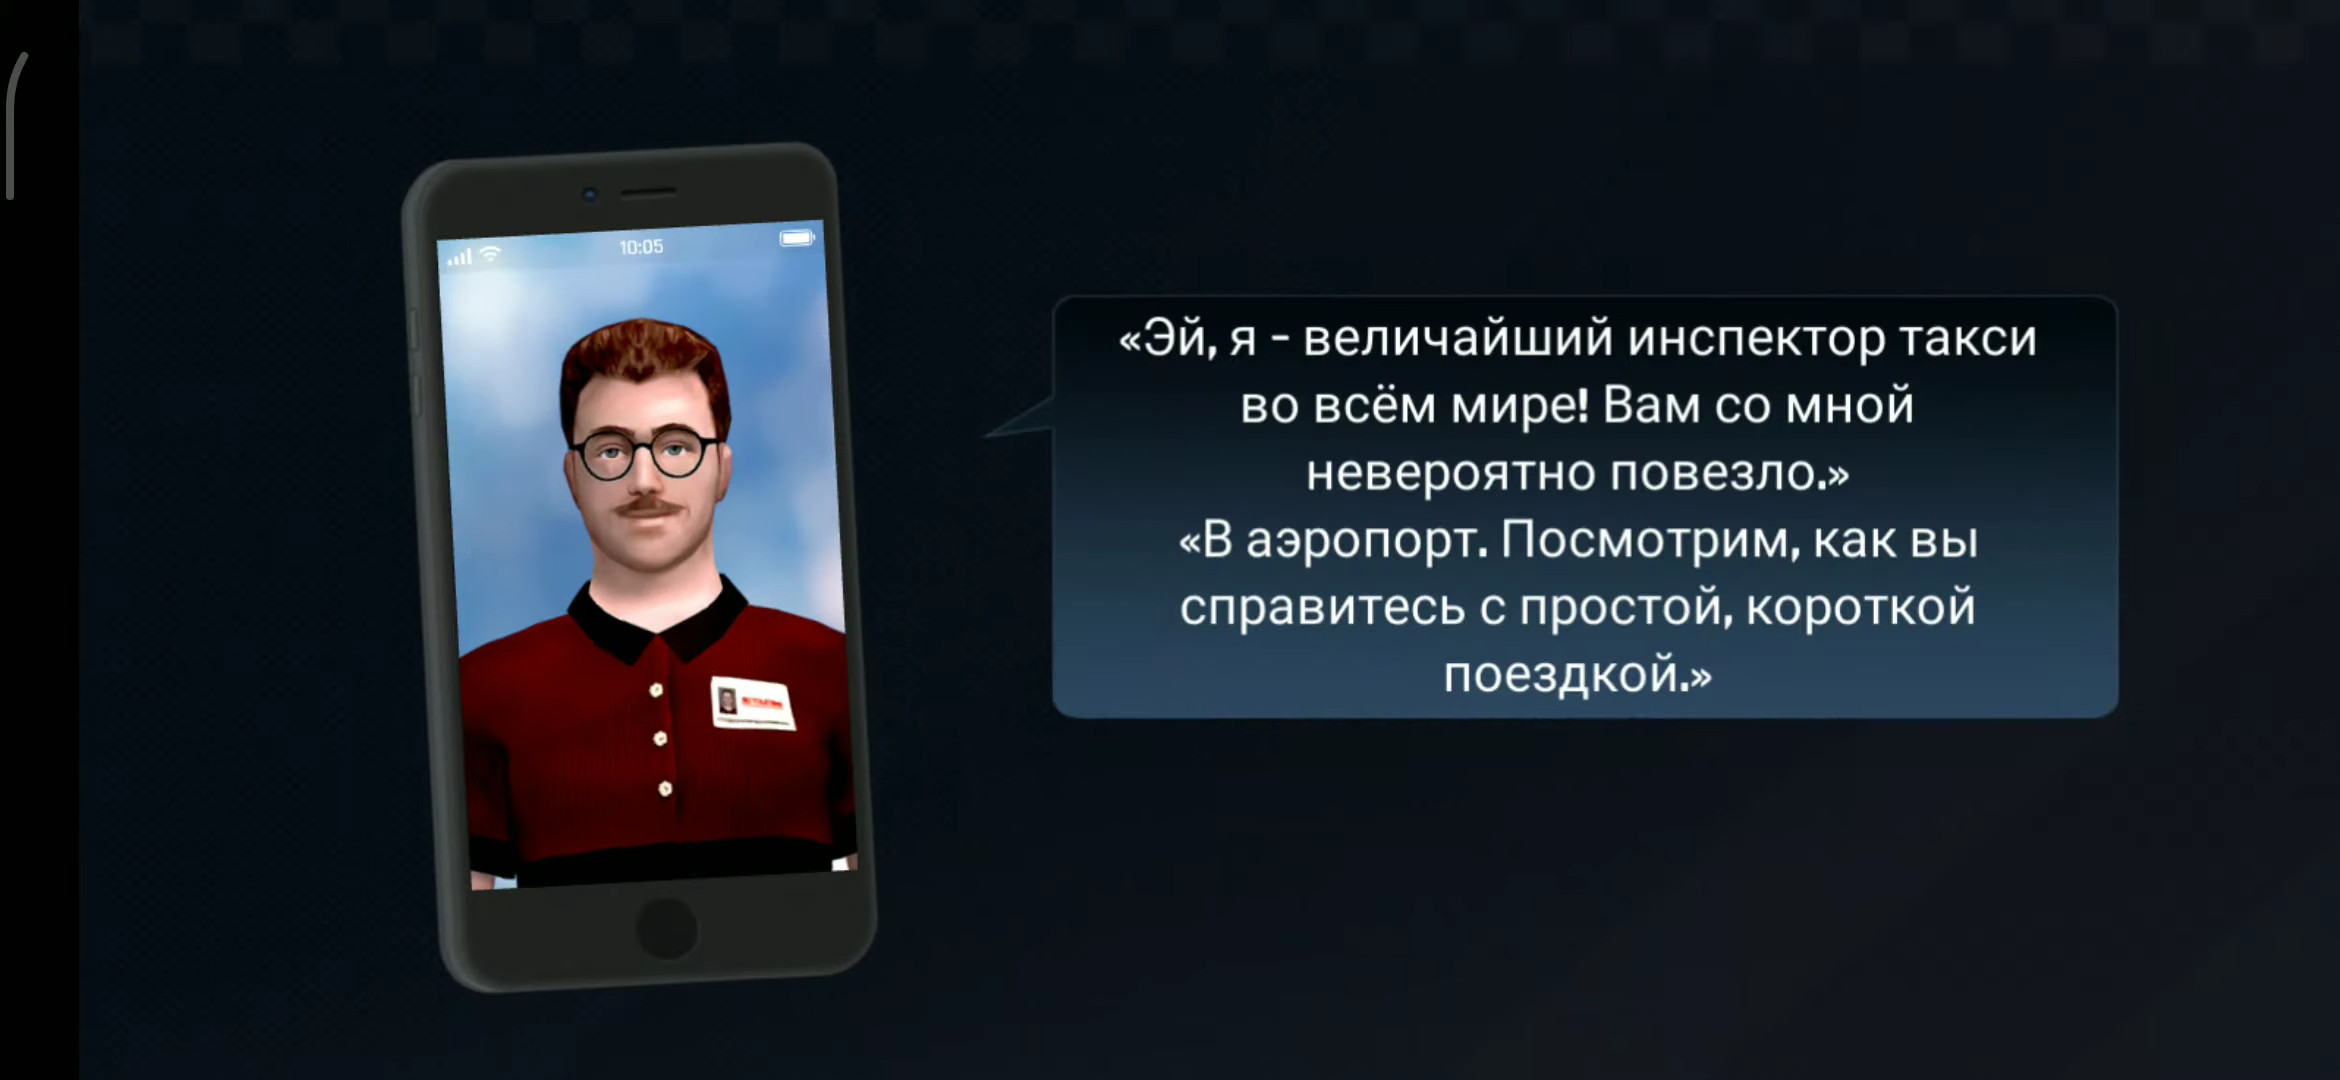 10:05
«Эй, я - величайший инспектор такси
во всём мире! Вам со мной
невероятно повезло.»
«В аэропорт. Посмотрим, как вы
справитесь с простой, короткой
поездкой.»